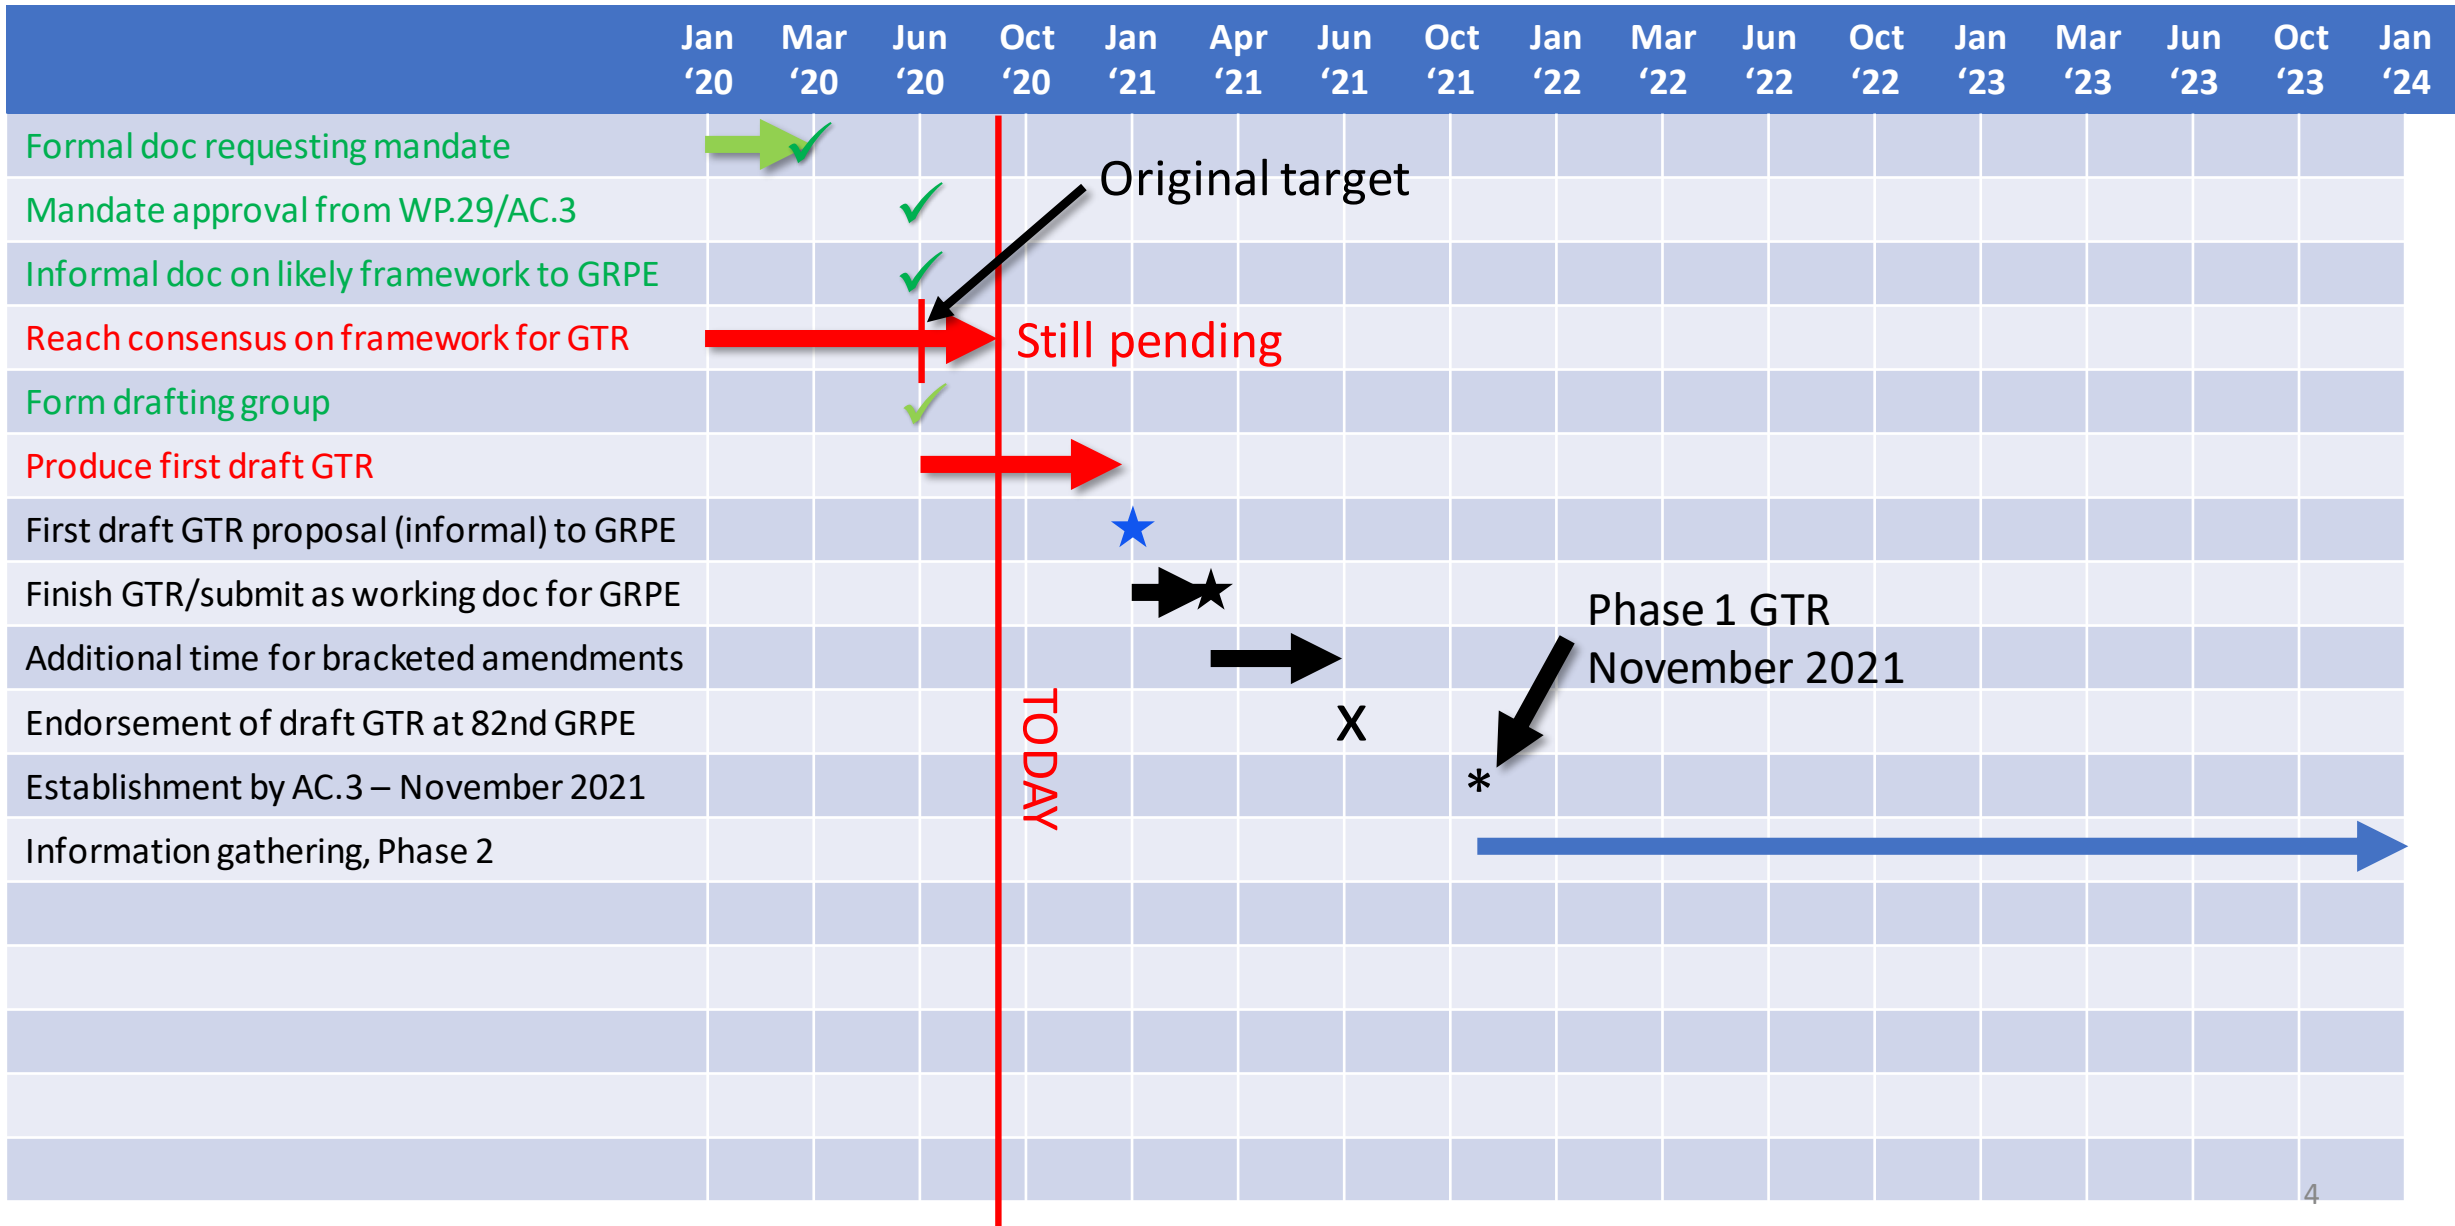 Jan Mar Jun Oct Jan Apr Jun Oct Jan Mar Jun Oct Jan Mar Jun Oct Jan
‘20 ‘20 ‘20 ‘20 ‘21 ‘21 ‘21 ‘21 ‘22 ‘22 ‘22 ‘22 ‘23 ‘23 ‘23 ‘23 ‘24
Formal doc requesting mandate
Original target
Mandate approval from WP.29/AC.3
Informal doc on likely framework to GRPE
Reach consensus on framework for GTR
Still pending
Form drafting group
Produce first draft GTR
First draft GTR proposal (informal) to GRPE
Finish GTR/submit as working doc for GRPE
Phase 1 GTR
November 2021
Additional time for bracketed amendments
Endorsement of draft GTR at 82nd GRPE
X
TODAY
Establishment by AC.3 – November 2021
*
Information gathering, Phase 2
4